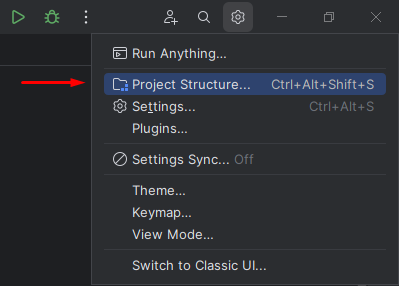 Run Anything...
Project Structure... Ctrl+Alt+Shift+S
Settings... Ctrl+Alt+S
Plugins...
Settings Sync... Off
Theme...
Keymap...
View Mode...
Switch to Classic UI...